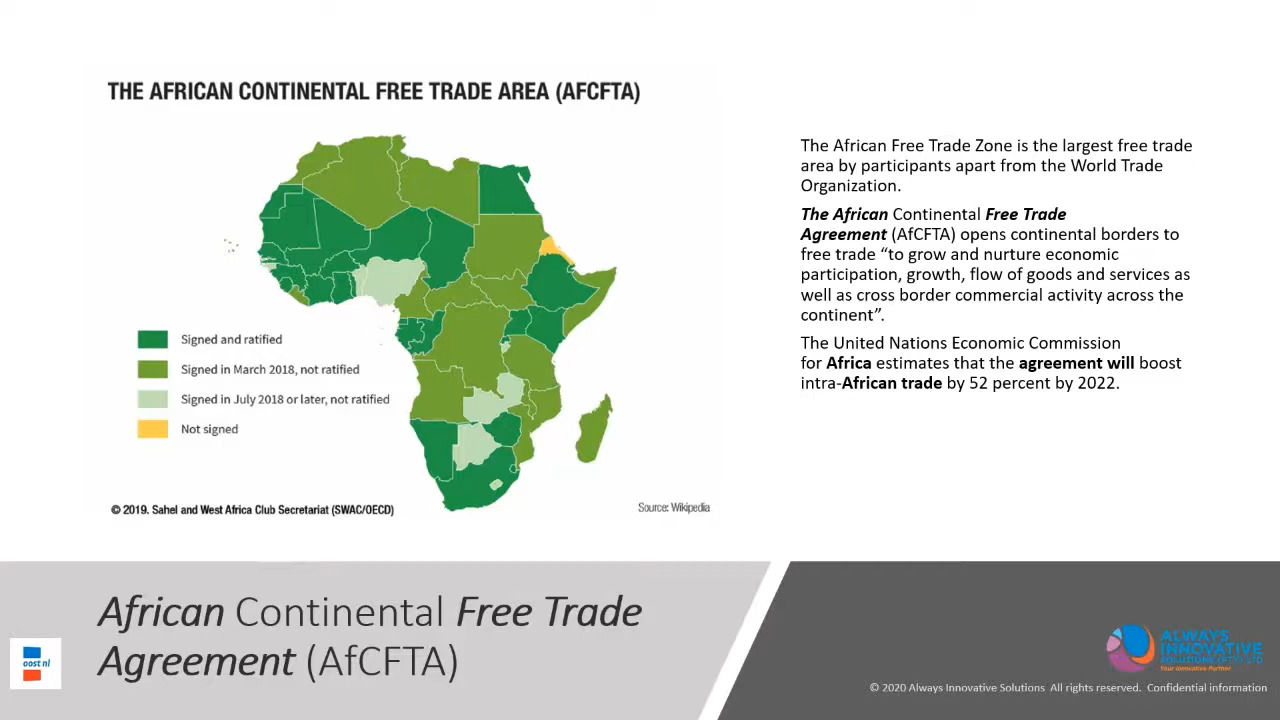 THE AFRICAN CONTINENTAL FREE TRADE AREA (AFCFTA)
Signed and ratified
Signed in March 2018, not ratified
Signed in July 2018 or later, not ratified
Not signed
© 2019. Sahel and West Africa Club Secretariat (SWAC/OECD)
Source: Wikipedia
The African Free Trade Zone is the largest free trade
area by participants apart from the World Trade
Organization.
The African Continental Free Trade
Agreement (AfCFTA) opens continental borders to
free trade “to grow and nurture economic
participation, growth, flow of goods and services as
well as cross border commercial activity across the
continent”.
The United Nations Economic Commission
for Africa estimates that the agreement will boost
intra-African trade by 52 percent by 2022.
African Continental Free Trade
Agreement (AfCFTA)
oost nl
ALWAYS
INNOVATIVE
SOLUTIONS (PTY) LTD
Your Innovative Partner
© 2020 Always Innovative Solutions All rights reserved. Confidential information